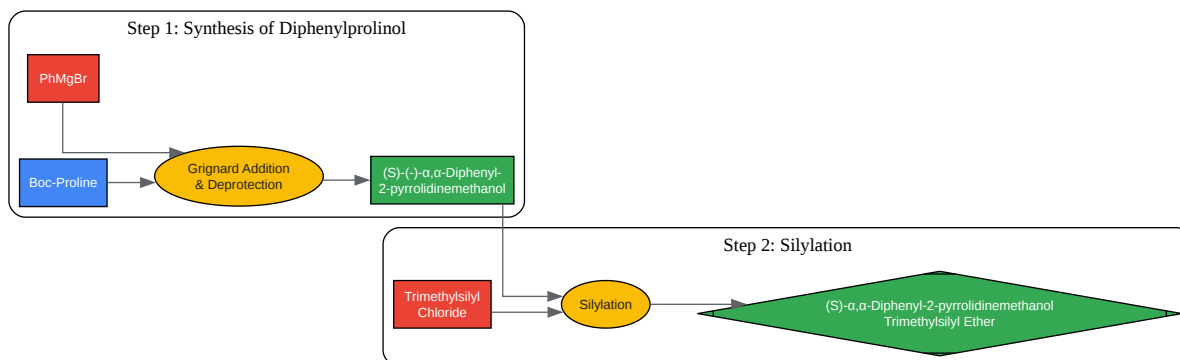 Step 1: Synthesis of Diphenylprolinol
PhMgBr
Boc-Proline
Grignard Addition
& Deprotection
(S)-(-)-α,α-Diphenyl-
2-pyrrolidinemethanol
Step 2: Silylation
Trimethylsilyl
Chloride
Silylation
(S)-α,α-Diphenyl-2-pyrrolidinemethanol
Trimethylsilyl Ether